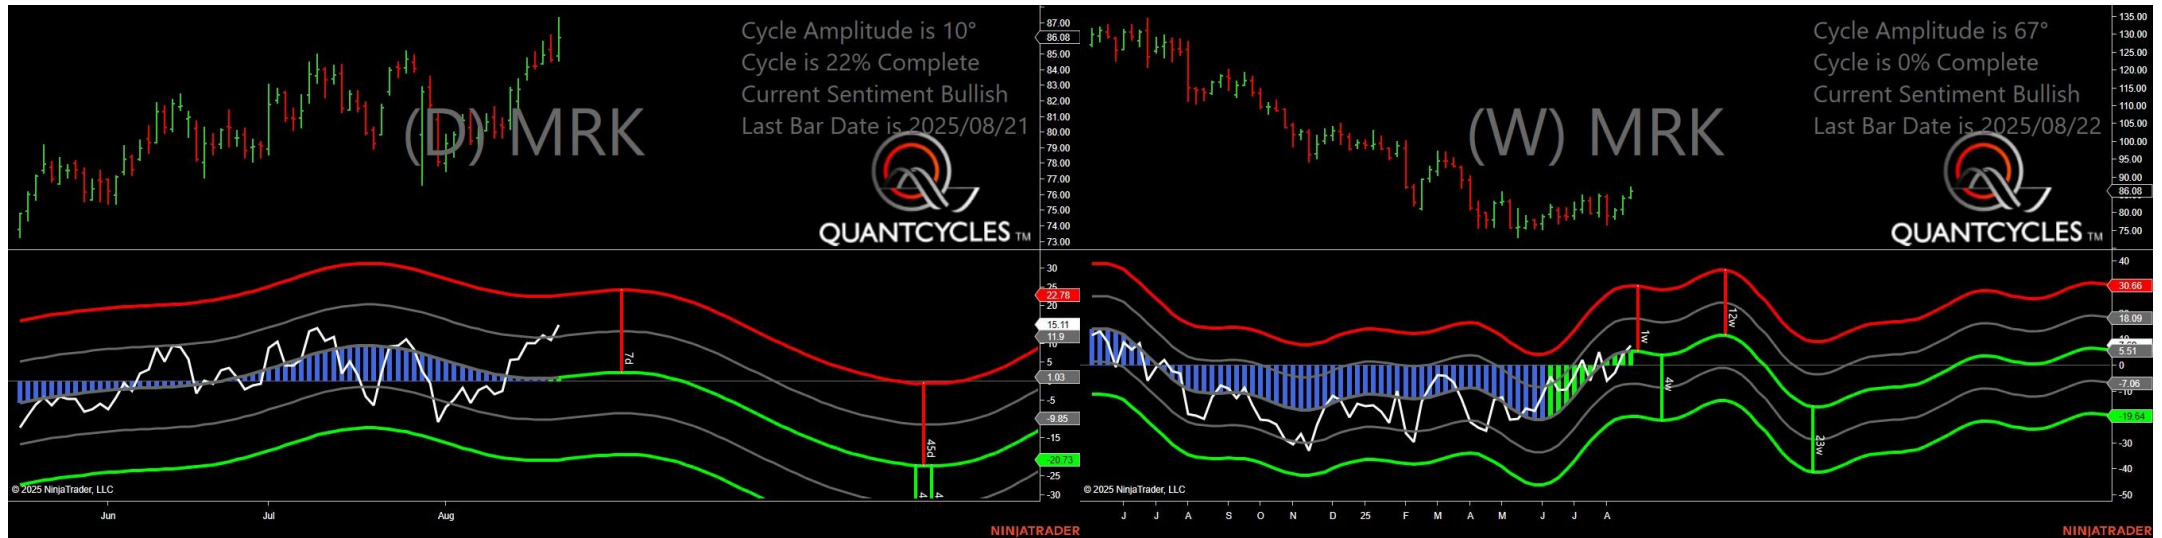 Cycle Amplitude is 10°
Cycle is 22% Complete
Current Sentiment Bullish
Last Bar Date is 2025/08/21
(D) MRK
QUANTCYCLES TM
87.00
86.08
85.00
84.00
83.00
82.00
81.00
80.00
79.00
78.00
77.00
76.00
75.00
74.00
73.00
30
25
22.78
20
15.11
11.9
10
5
1.03
-5
-9.85
-15
-20.73
-25
-30
7d
45d
4
4
© 2025 NinjaTrader, LLC
Jun
Jul
Aug
NINJATRADER
Cycle Amplitude is 67°
Cycle is 0% Complete
Current Sentiment Bullish
Last Bar Date is 2025/08/22
(W) MRK
QUANTCYCLES TM
135.00
130.00
125.00
120.00
115.00
110.00
105.00
100.00
95.00
90.00
86.08
80.00
75.00
40
30.66
18.09
5.51
0
-7.06
-10
-19.64
-30
-40
-50
1w
12w
4w
23w
© 2025 NinjaTrader, LLC
J
J
A
S
O
N
D
25
F
M
A
M
J
J
A
NINJATRADER